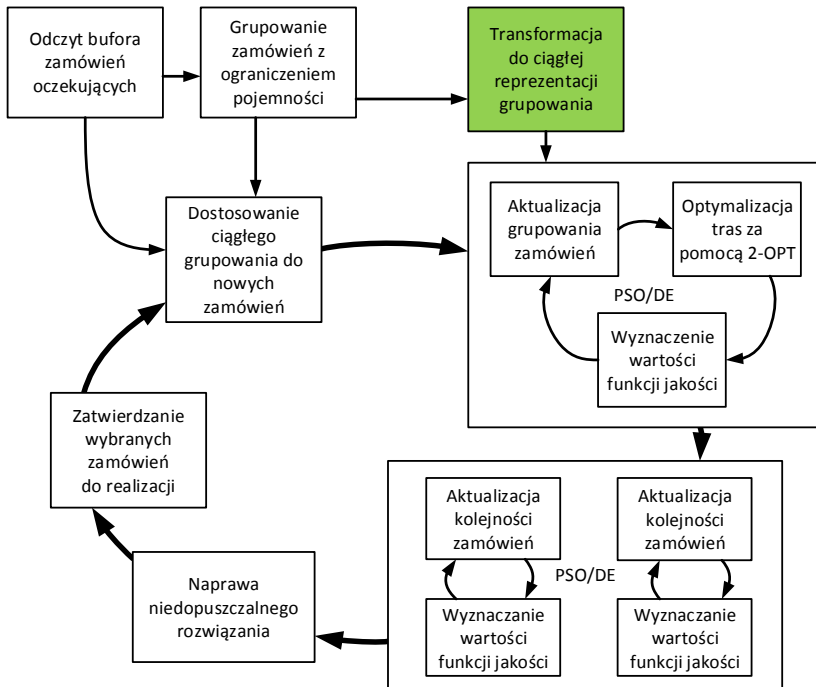 Odczyt bufora
zamówień
oczekujących
Grupowanie
zamówień z
ograniczeniem
pojemności
Transformacja
do ciągłej
reprezentacji
grupowania
Dostosowanie
ciągłego
grupowania do
nowych
zamówień
Aktualizacja
grupowania
zamówień
Optymalizacja
tras za
pomocą 2-OPT
PSO/DE
Wyznaczenie
wartości
funkcji jakości
Zatwierdzanie
wybranych
zamówień
do realizacji
Aktualizacja
kolejności
zamówień
Aktualizacja
kolejności
zamówień
PSO/DE
Wyznaczanie
wartości
funkcji jakości
Wyznaczanie
wartości
funkcji jakości
Naprawa
niedopuszczalnego
rozwiązania